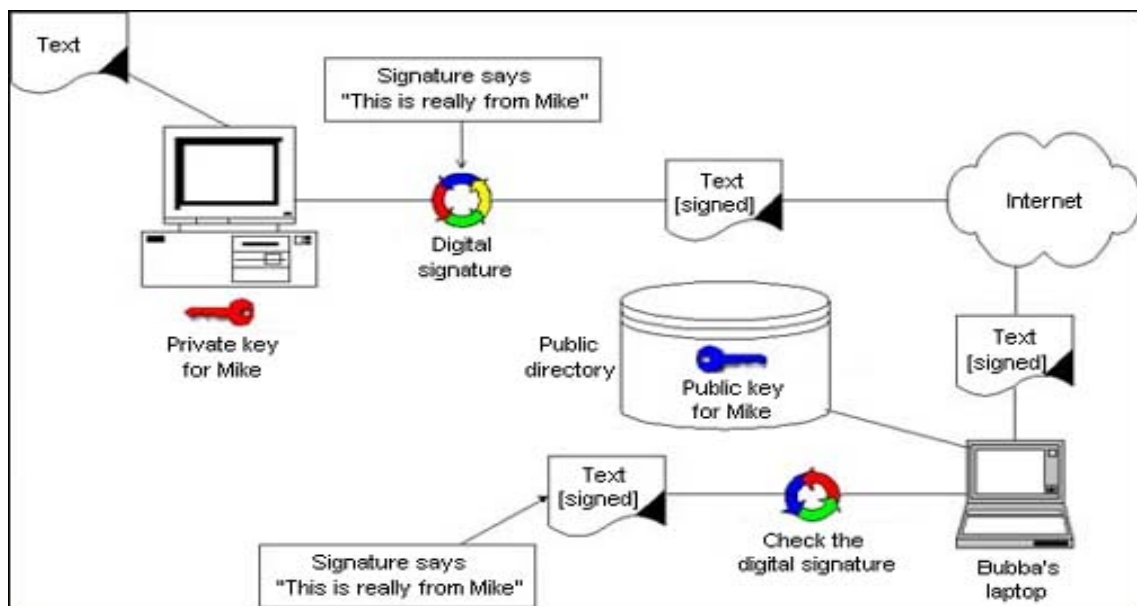 Text
Signature says
"This is really from Mike"
Digital
signature
Text
[signed]
Internet
Private key
for Mike
Public
directory
Public key
for Mike
Text
[signed]
Text
[signed]
Check the
digital signature
Bubba's
laptop
Signature says
"This is really from Mike"